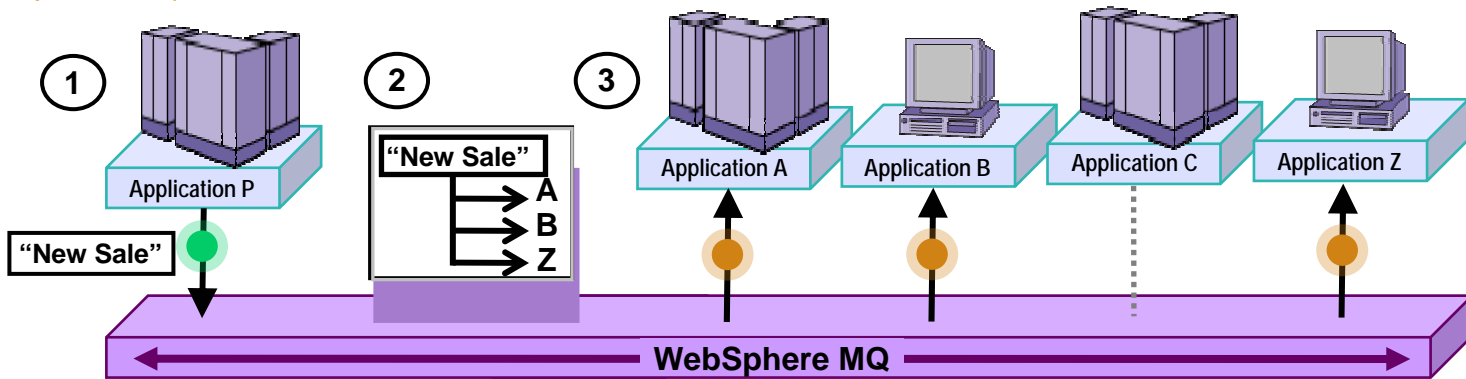 1
2
3
“New Sale”
A
B
Z
Application P
Application A
Application B
Application C
Application Z
“New Sale”
WebSphere MQ